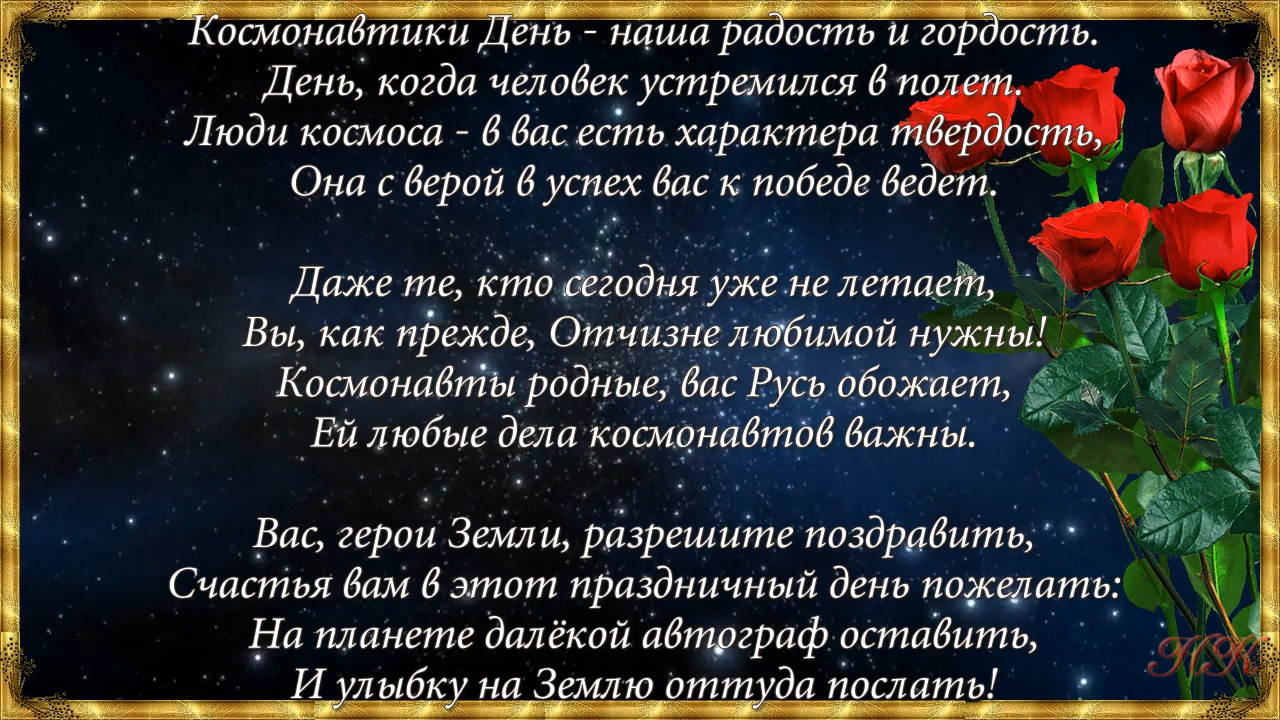 Космонавтики День - наша радость и гордость.
День, когда человек устремился в полет.
Люди космоса - в вас есть характера твердость,
Она с верой в успех вас к победе ведет.
Даже те, кто сегодня уже не летает,
Вы, как прежде, Отчизне любимой нужны!
Космонавты родные, вас Русь обожает,
Ей любые дела космонавтов важны.
Вас, герои Земли, разрешите поздравить,
Счастья вам в этот праздничный день пожелать:
На планете далёкой автограф оставить,
И улыбку на Землю оттуда послать!
НК